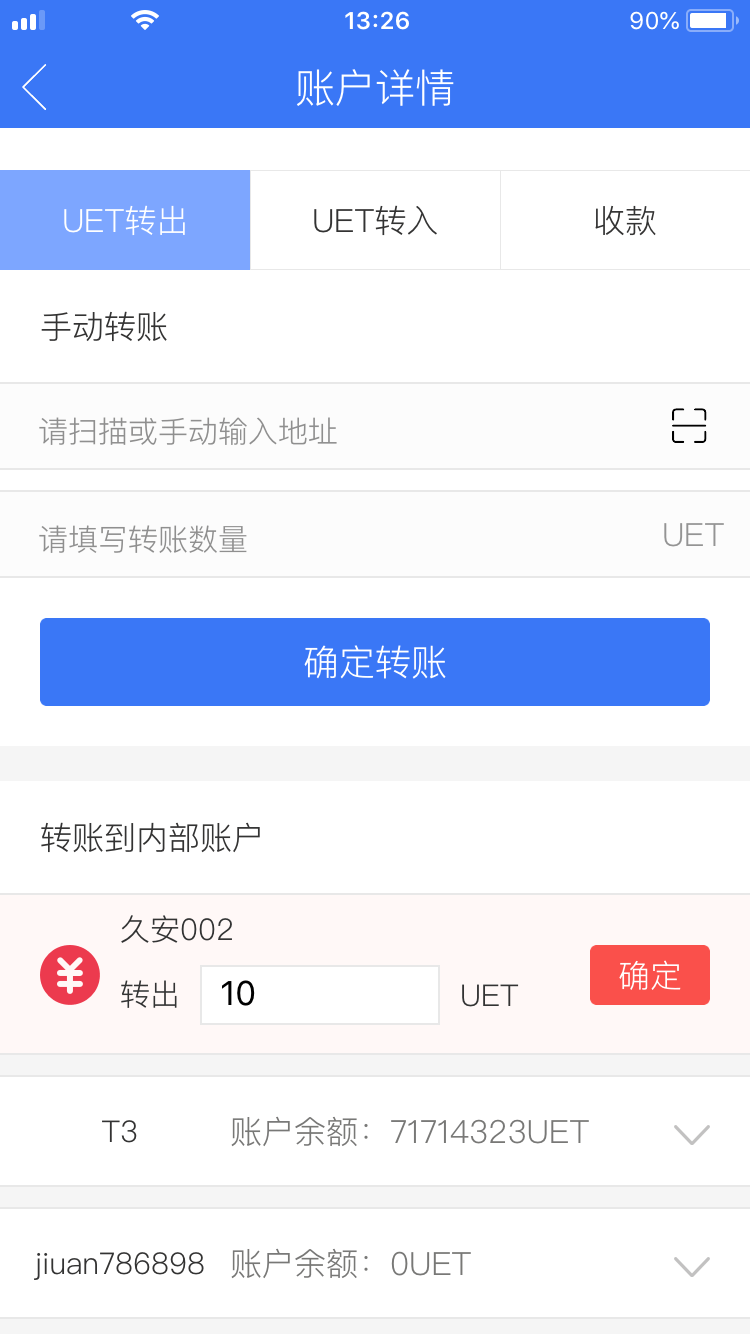 13:26
90%
账户详情
UET转出
UET转入
收款
手动转账
请扫描或手动输入地址
请填写转账数量
UET
确定转账
转账到内部账户
久安002
转出 10 UET
确定
T3 账户余额：71714323UET
jiuan786898 账户余额：0UET